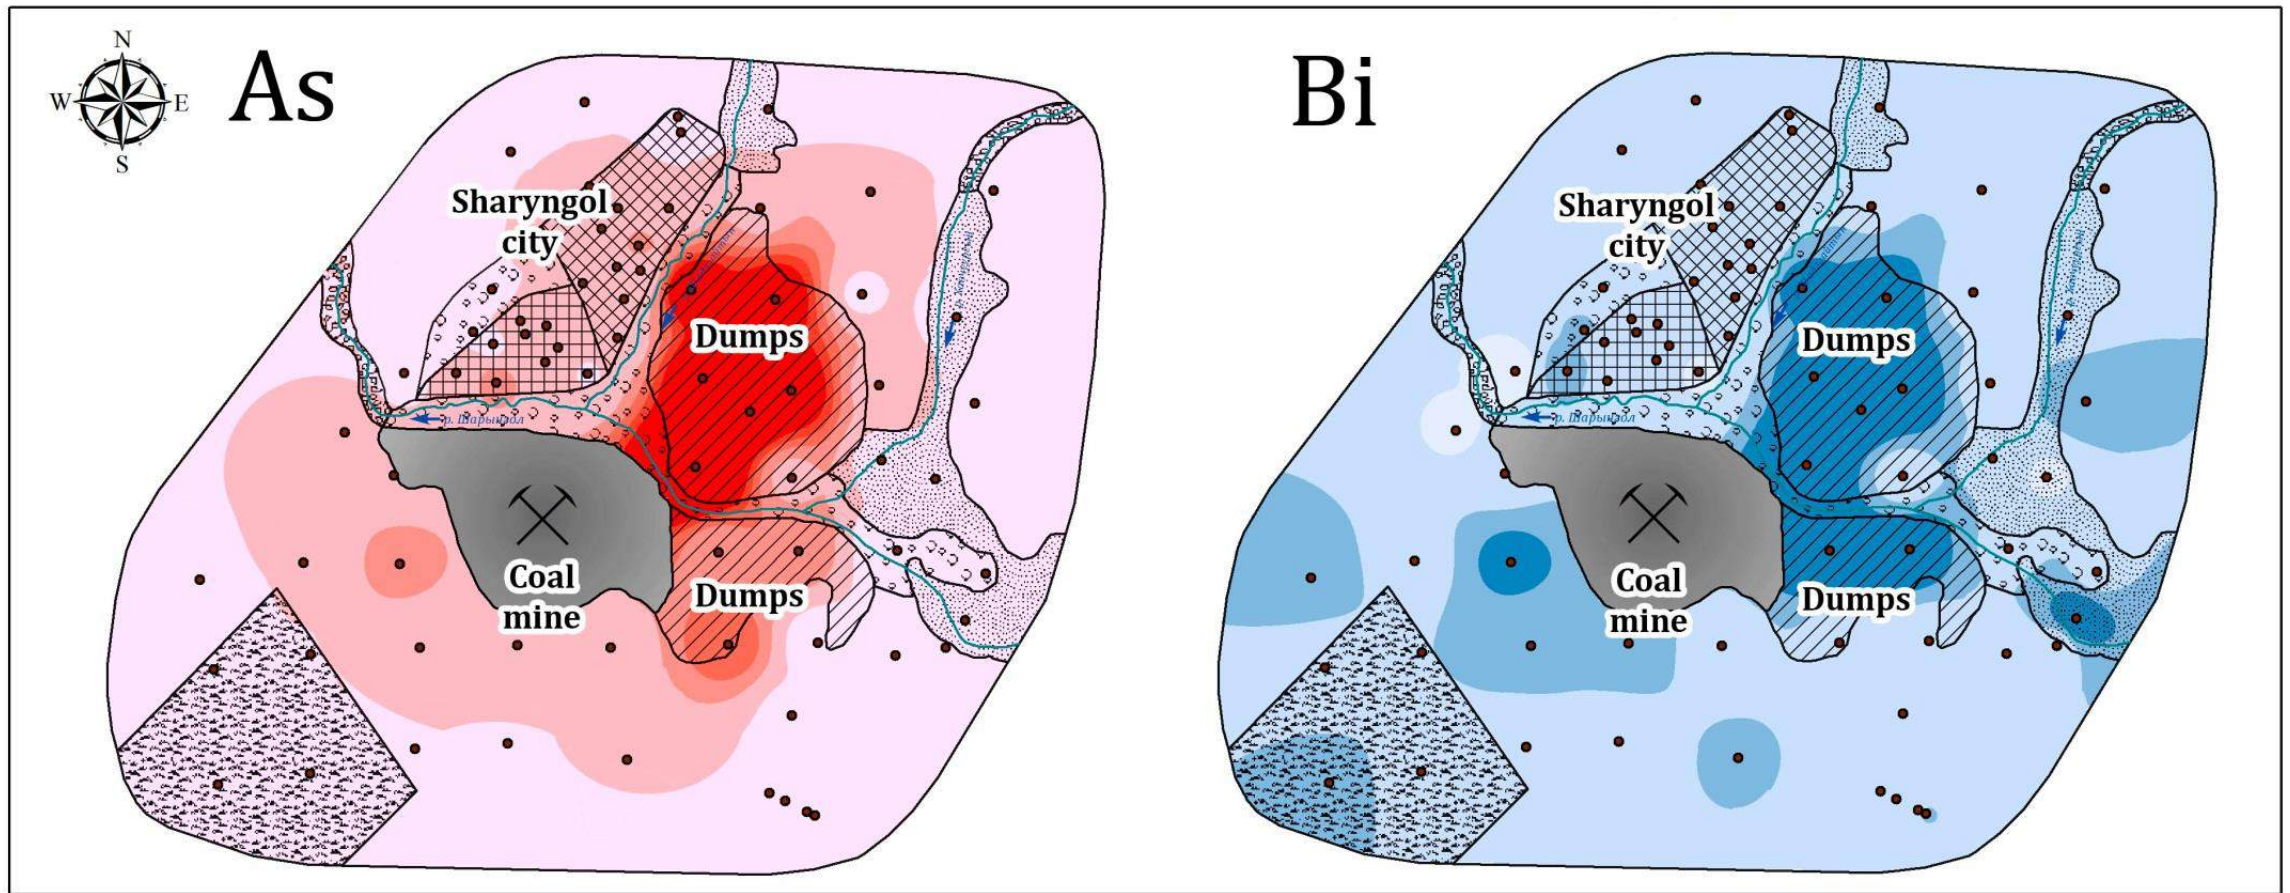 N
W E
S
As
Sharyngol
city
Dumps
р. Шарынгол
Coal
mine
Dumps
Bi
Sharyngol
city
Dumps
р. Шарынгол
Coal
mine
Dumps